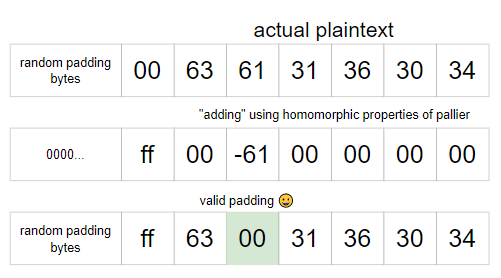 actual plaintext
random padding bytes 00 63 61 31 36 30 34
"adding" using homomorphic properties of pallier
0000... ff 00 -61 00 00 00 00
valid padding 😀
random padding bytes ff 63 00 31 36 30 34